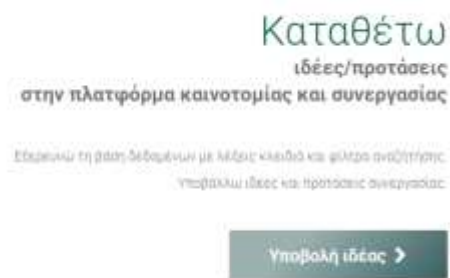 Καταθέτω
ιδέες/προτάσεις
στην πλατφόρμα καινοτομίας και συνεργασίας
Εξερευνώ τη βάση δεδομένων με λέξεις κλειδιά και φίλτρα αναζήτησης.
Υποβάλλω ιδέες και προτάσεις συνεργασίας.
Υποβολή ιδέας